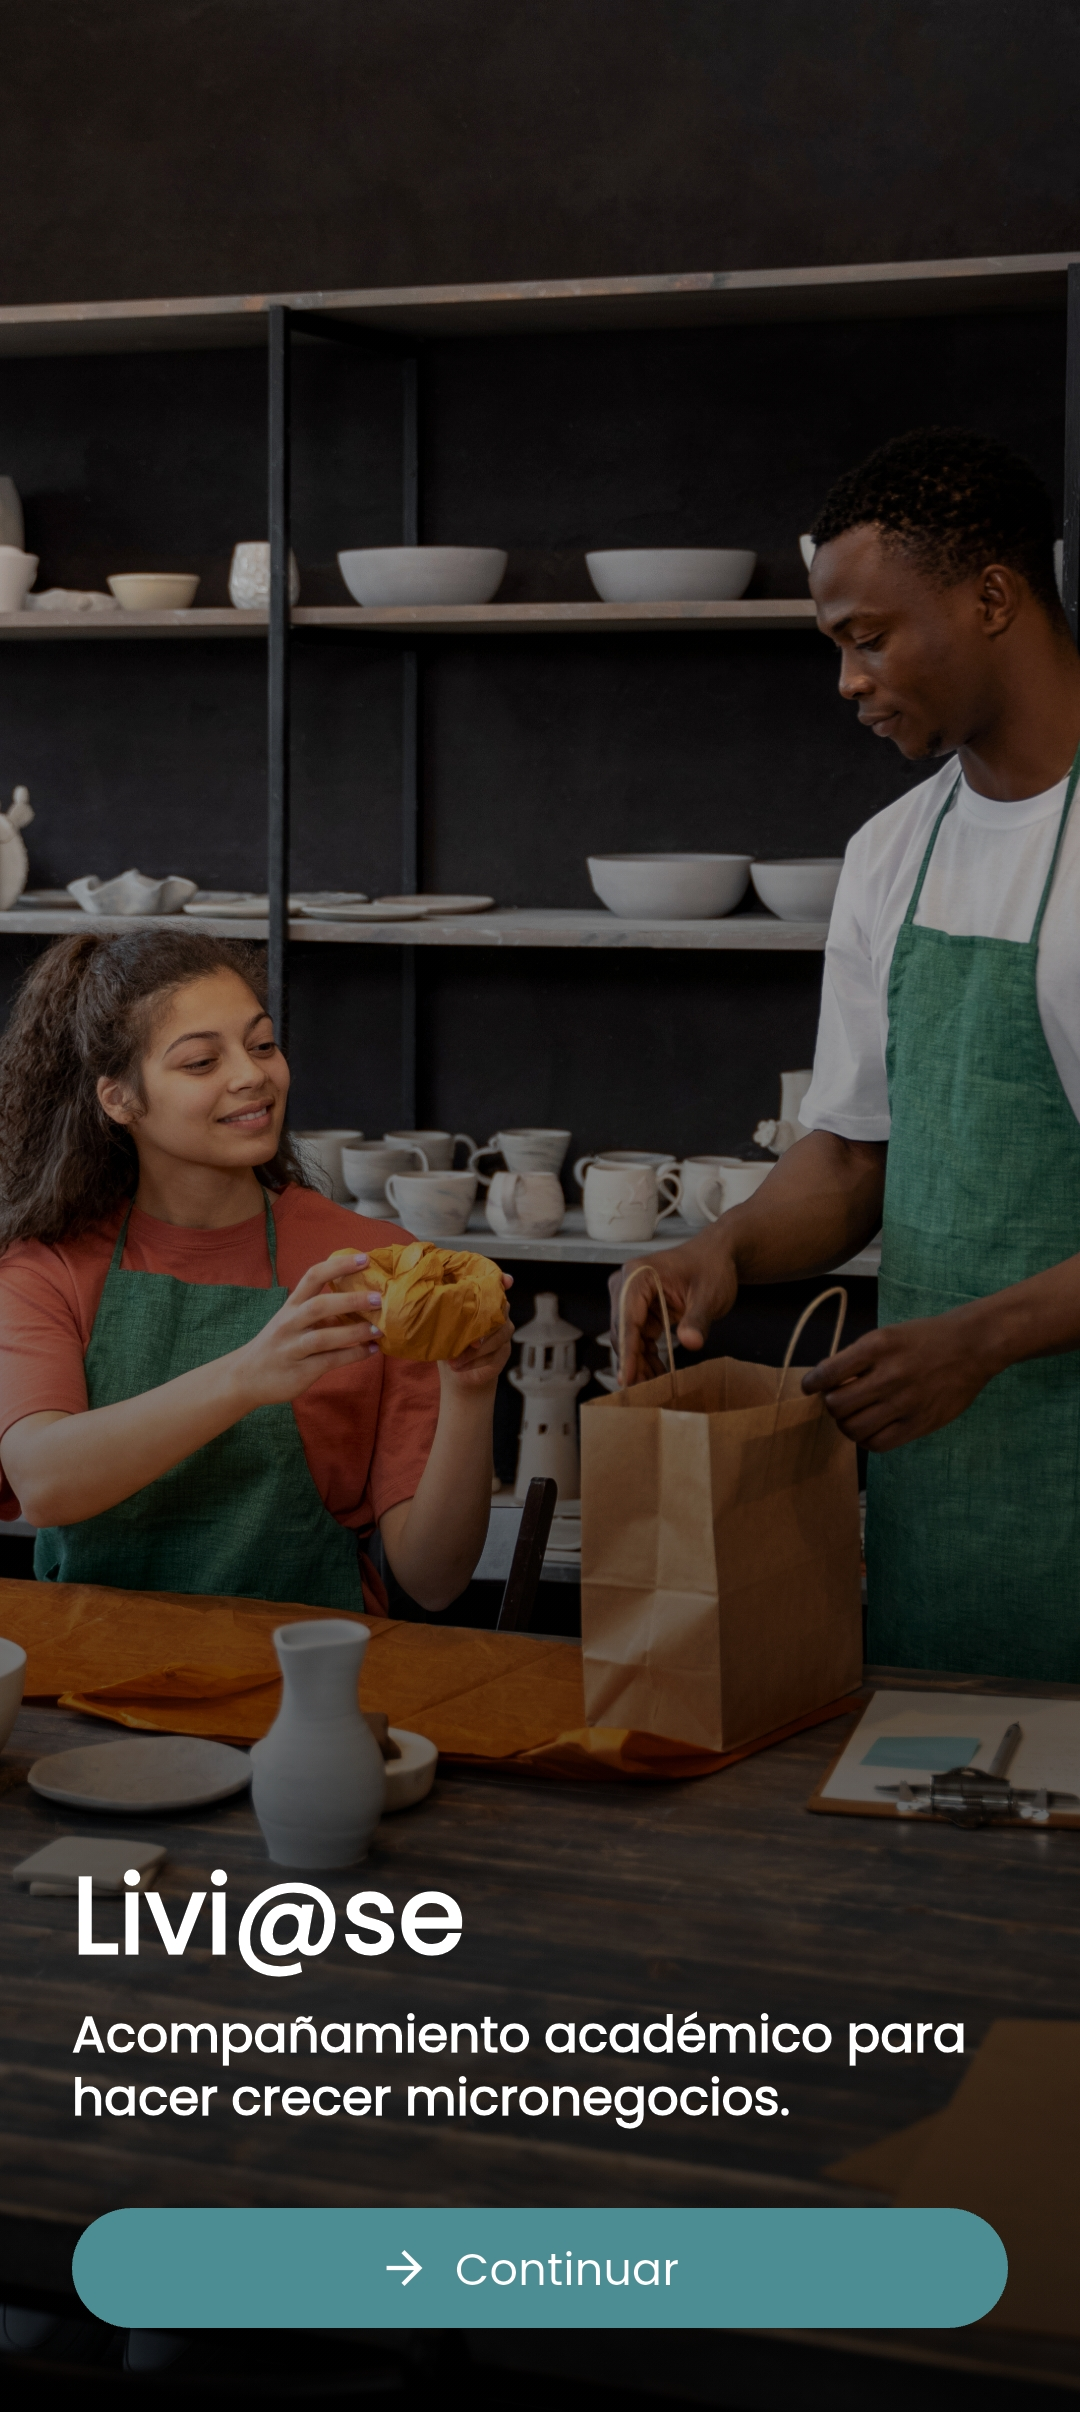 Livi@se
Acompañamiento académico para
hacer crecer micronegocios.
→ Continuar